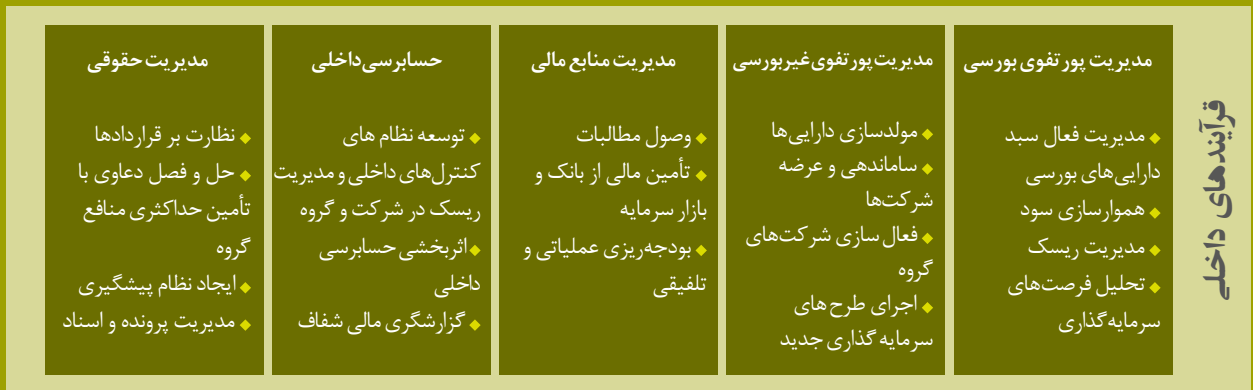 قرآیندهای داخلی
مدیریت پورتفوی بورسی
◆ مدیریت فعال سبد
دارایی‌های بورسی
◆ هموارسازی سود
◆ مدیریت ریسک
◆ تحلیل فرصت‌های
سرمایه‌گذاری
مدیریت پورتفوی غیربورسی
◆ مولدسازی دارایی‌ها
◆ ساماندهی و عرضه
شرکت‌ها
◆ فعال سازی شرکت‌های
گروه
◆ اجرای طرح های
سرمایه گذاری جدید
مدیریت منابع مالی
◆ وصول مطالبات
◆ تأمین مالی از بانک و
بازار سرمایه
◆ بودجه‌ریزی عملیاتی و
تلفیقی
حسابرسی‌داخلی
◆ توسعه نظام های
کنترل‌های داخلی و مدیریت
ریسک در شرکت و گروه
◆ اثربخشی حسابرسی
داخلی
◆ گزارشگری مالی شفاف
مدیریت حقوقی
◆ نظارت بر قراردادها
◆ حل و فصل دعاوی با
تأمین حداکثری منافع
گروه
◆ ایجاد نظام پیشگیری
◆ مدیریت پرونده و اسناد